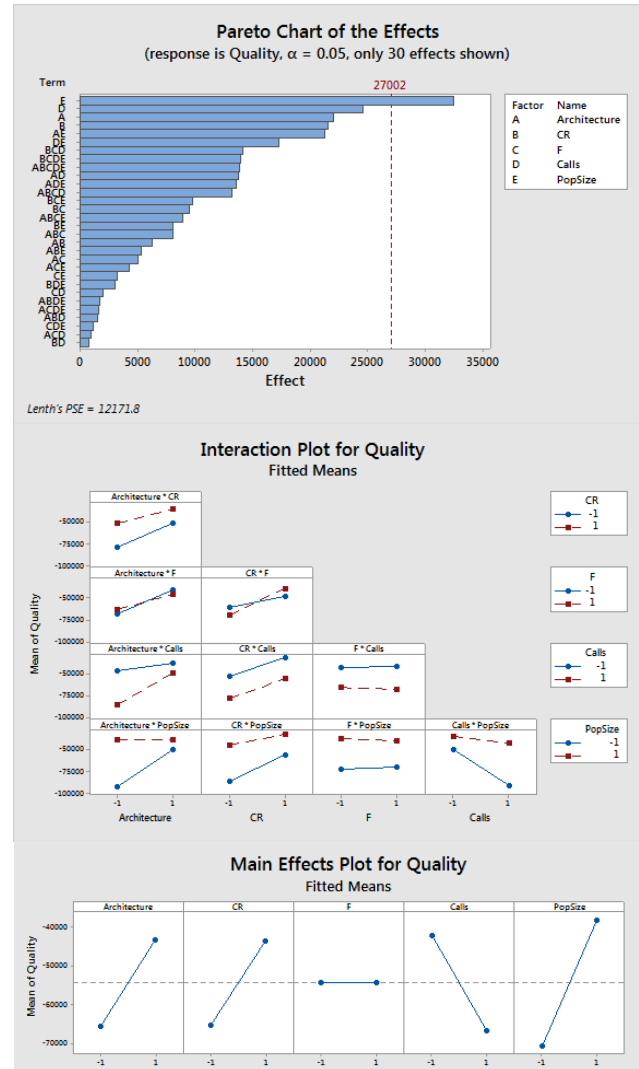 Pareto Chart of the Effects
(response is Quality, α = 0.05, only 30 effects shown)
Term
27002
E
D
A
B
AE
DE
BCD
BCDE
ABCDE
AD
ADE
ABCD
BCE
BC
ABCE
BE
ABC
AB
ABE
AC
ACE
CE
BDE
CD
ABDE
ACDE
ABD
CDE
ACD
BD
0 5000 10000 15000 20000 25000 30000 35000
Effect
Factor Name
A Architecture
B CR
C F
D Calls
E PopSize
Lenth's PSE = 12171.8
Interaction Plot for Quality
Fitted Means
Architecture * CR
-50000
-75000
-100000
CR
-1
1
Architecture * F CR * F
-50000
-75000
-100000
F
-1
1
Architecture * Calls CR * Calls F * Calls
-50000
-75000
-100000
Calls
-1
1
Architecture * PopSize CR * PopSize F * PopSize Calls * PopSize
-50000
-75000
-100000
PopSize
-1
1
Mean of Quality
-1 1 -1 1 -1 1 -1 1
Architecture CR F Calls
Main Effects Plot for Quality
Fitted Means
Architecture CR F Calls PopSize
-40000
-50000
-60000
-70000
Mean of Quality
-1 1 -1 1 -1 1 -1 1 -1 1